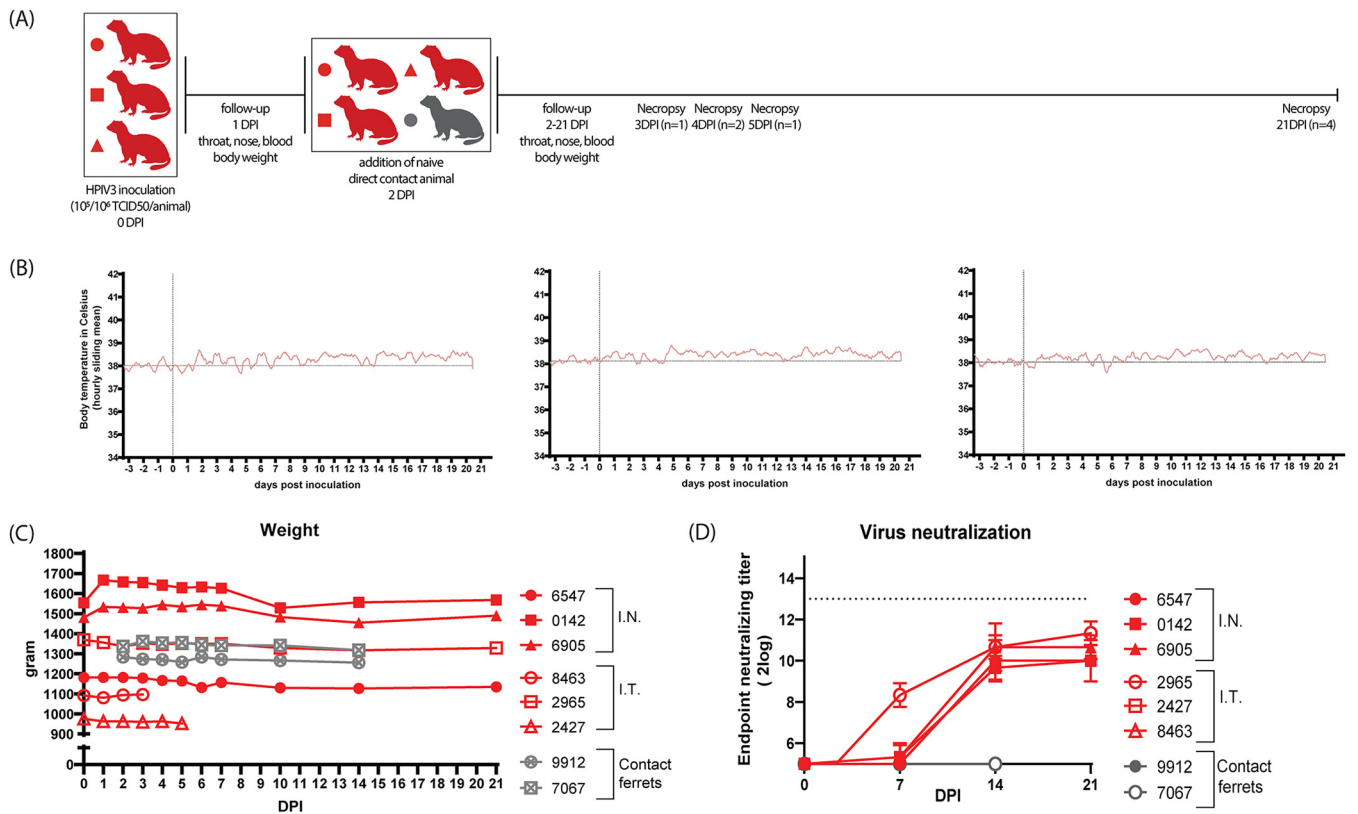 (A)
HPIV3 inoculation
(10⁵/10⁶ TCID50/animal)
0 DPI
follow-up
1 DPI
throat, nose, blood
body weight
addition of naive
direct contact animal
2 DPI
follow-up
2-21 DPI
throat, nose, blood
body weight
Necropsy
3DPI (n=1)
Necropsy
4DPI (n=2)
Necropsy
5DPI (n=1)
Necropsy
21DPI (n=4)
(B)
Body temperature in Celsius
(hourly sliding mean)
42
41
40
39
38
37
36
35
34
-3 -2 -1 0 1 2 3 4 5 6 7 8 9 10 11 12 13 14 15 16 17 18 19 20 21
days post inoculation
42
41
40
39
38
37
36
35
34
-3 -2 -1 0 1 2 3 4 5 6 7 8 9 10 11 12 13 14 15 16 17 18 19 20 21
days post inoculation
42
41
40
39
38
37
36
35
34
-3 -2 -1 0 1 2 3 4 5 6 7 8 9 10 11 12 13 14 15 16 17 18 19 20 21
days post inoculation
(C)
Weight
gram
1800
1700
1600
1500
1400
1300
1200
1100
1000
900
0
0 1 2 3 4 5 6 7 8 9 10 11 12 13 14 15 16 17 18 19 20 21
DPI
6547
0142
6905
I.N.
8463
2965
2427
I.T.
9912
7067
Contact
ferrets
(D)
Virus neutralization
Endpoint neutralizing titer
( 2log)
13
10
6
0 7 14 21
DPI
6547
0142
6905
I.N.
2965
2427
8463
I.T.
9912
7067
Contact
ferrets